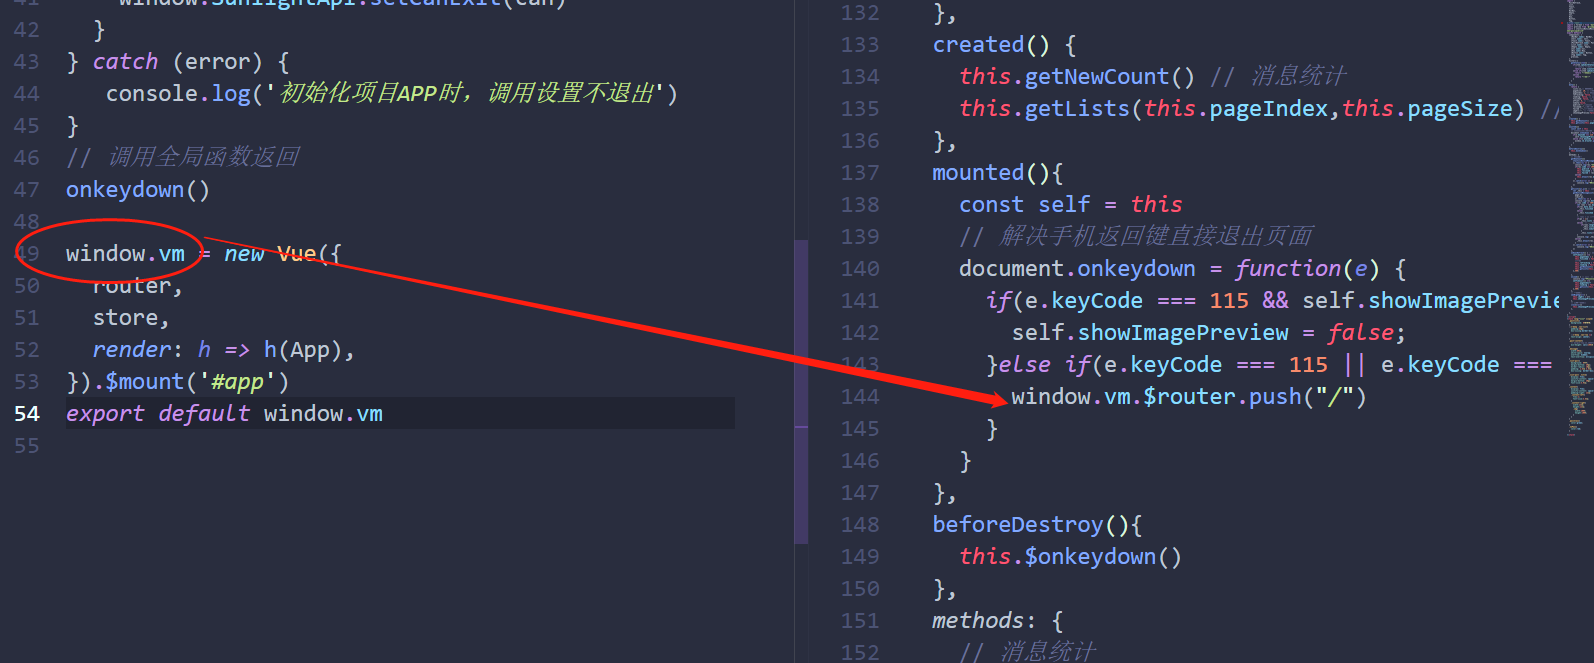 41 window.SunlightApi.setCanExit(can)
42 }
43 } catch (error) {
44 console.log('初始化项目APP时，调用设置不退出')
45 }
46 // 调用全局函数返回
47 onkeydown()
48
49 window.vm = new Vue({
50 router,
51 store,
52 render: h => h(App),
53 }).$mount('#app')
54 export default window.vm
55
132 },
133 created() {
134 this.getNewCount() // 消息统计
135 this.getLists(this.pageIndex,this.pageSize) //
136 },
137 mounted(){
138 const self = this
139 // 解决手机返回键直接退出页面
140 document.onkeydown = function(e) {
141 if(e.keyCode === 115 && self.showImagePrevie
142 self.showImagePreview = false;
143 }else if(e.keyCode === 115 || e.keyCode ===
144 window.vm.$router.push("/")
145 }
146 }
147 },
148 beforeDestroy(){
149 this.$onkeydown()
150 },
151 methods: {
152 // 消息统计